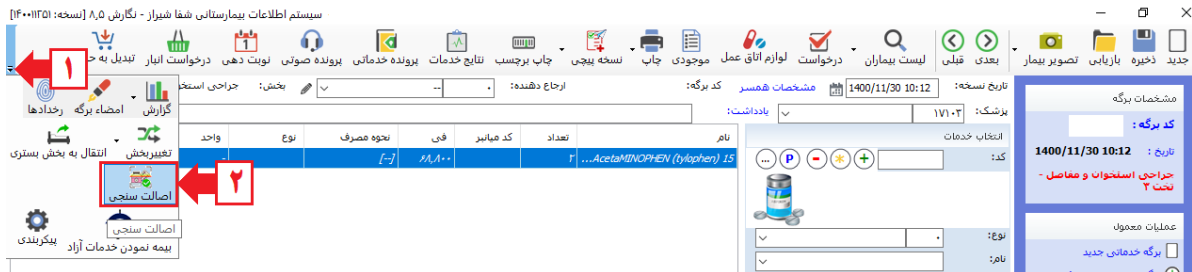 سیستم اطلاعات بیمارستانی شفا شیراز - نگارش ۸,۵ [نسخه: ۱۴۰۰۱۱۲۵۱]
جدید ذخیره بازیابی تصویر بیمار بعدی قبلی لیست بیماران درخواست لوازم اتاق عمل موجودی چاپ نسخه پیچی چاپ برچسب نتایج خدمات پرونده خدماتی پرونده صوتی نوبت دهی درخواست انبار تبدیل به
۱
مشخصات برگه
کد برگه :
تاریخ : 1400/11/30 10:12
جراحی استخوان و مفاصل -
تخت ۳
عملیات معمول
برگه خدماتی جدید
تاریخ نسخه: 1400/11/30 10:12 مشخصات همسر کد برگه: ارجاع دهنده: -- بخش: جراحی
پزشک: ۱۷۱۰۳ یادداشت:
انتخاب خدمات
کد:
P
نوع: ۰
نام:
نام تعداد کد میانبر فی نحوه مصرف نوع واحد
AcetaMINOPHEN (tylophen) 15... ۲ ۶۸,۸۰۰ [--] -
گزارش امضاء برگه رخدادها
تغییربخش انتقال به بخش بستری
اصالت سنجی
۲
اصالت سنجی
پیکربندی
بیمه نمودن خدمات آزاد